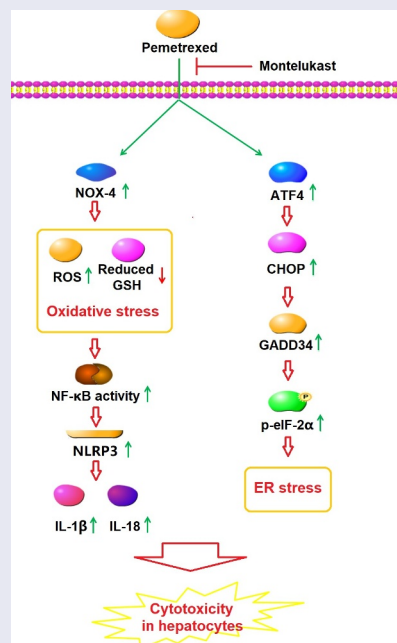 Pemetrexed
Montelukast
NOX-4 ↑
ROS ↑
Reduced GSH ↓
Oxidative stress
NF-κB activity ↑
NLRP3 ↑
IL-1β ↑ IL-18 ↑
ATF4 ↑
CHOP ↑
GADD34 ↑
P
p-eIF-2α ↑
ER stress
Cytotoxicity
in hepatocytes